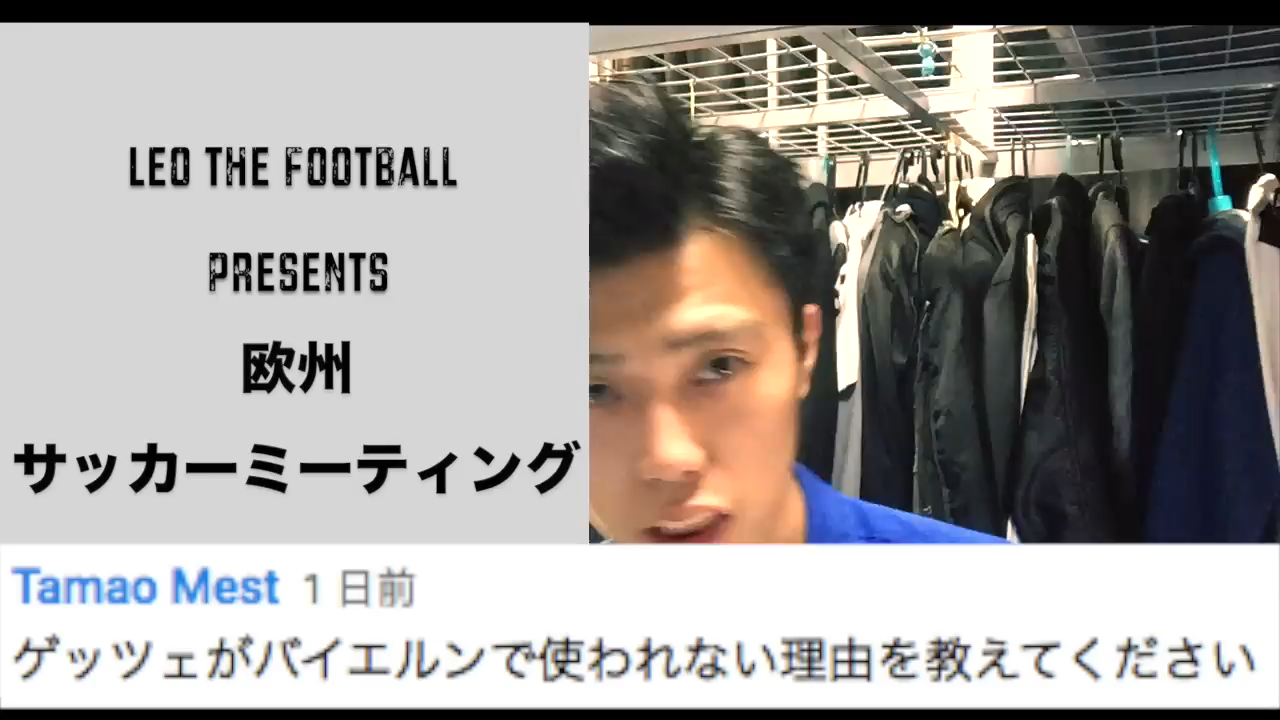 LEO THE FOOTBALL
PRESENTS
欧州
サッカーミーティング
Tamao Mest 1 日前
ゲッツェがバイエルンで使われない理由を教えてください